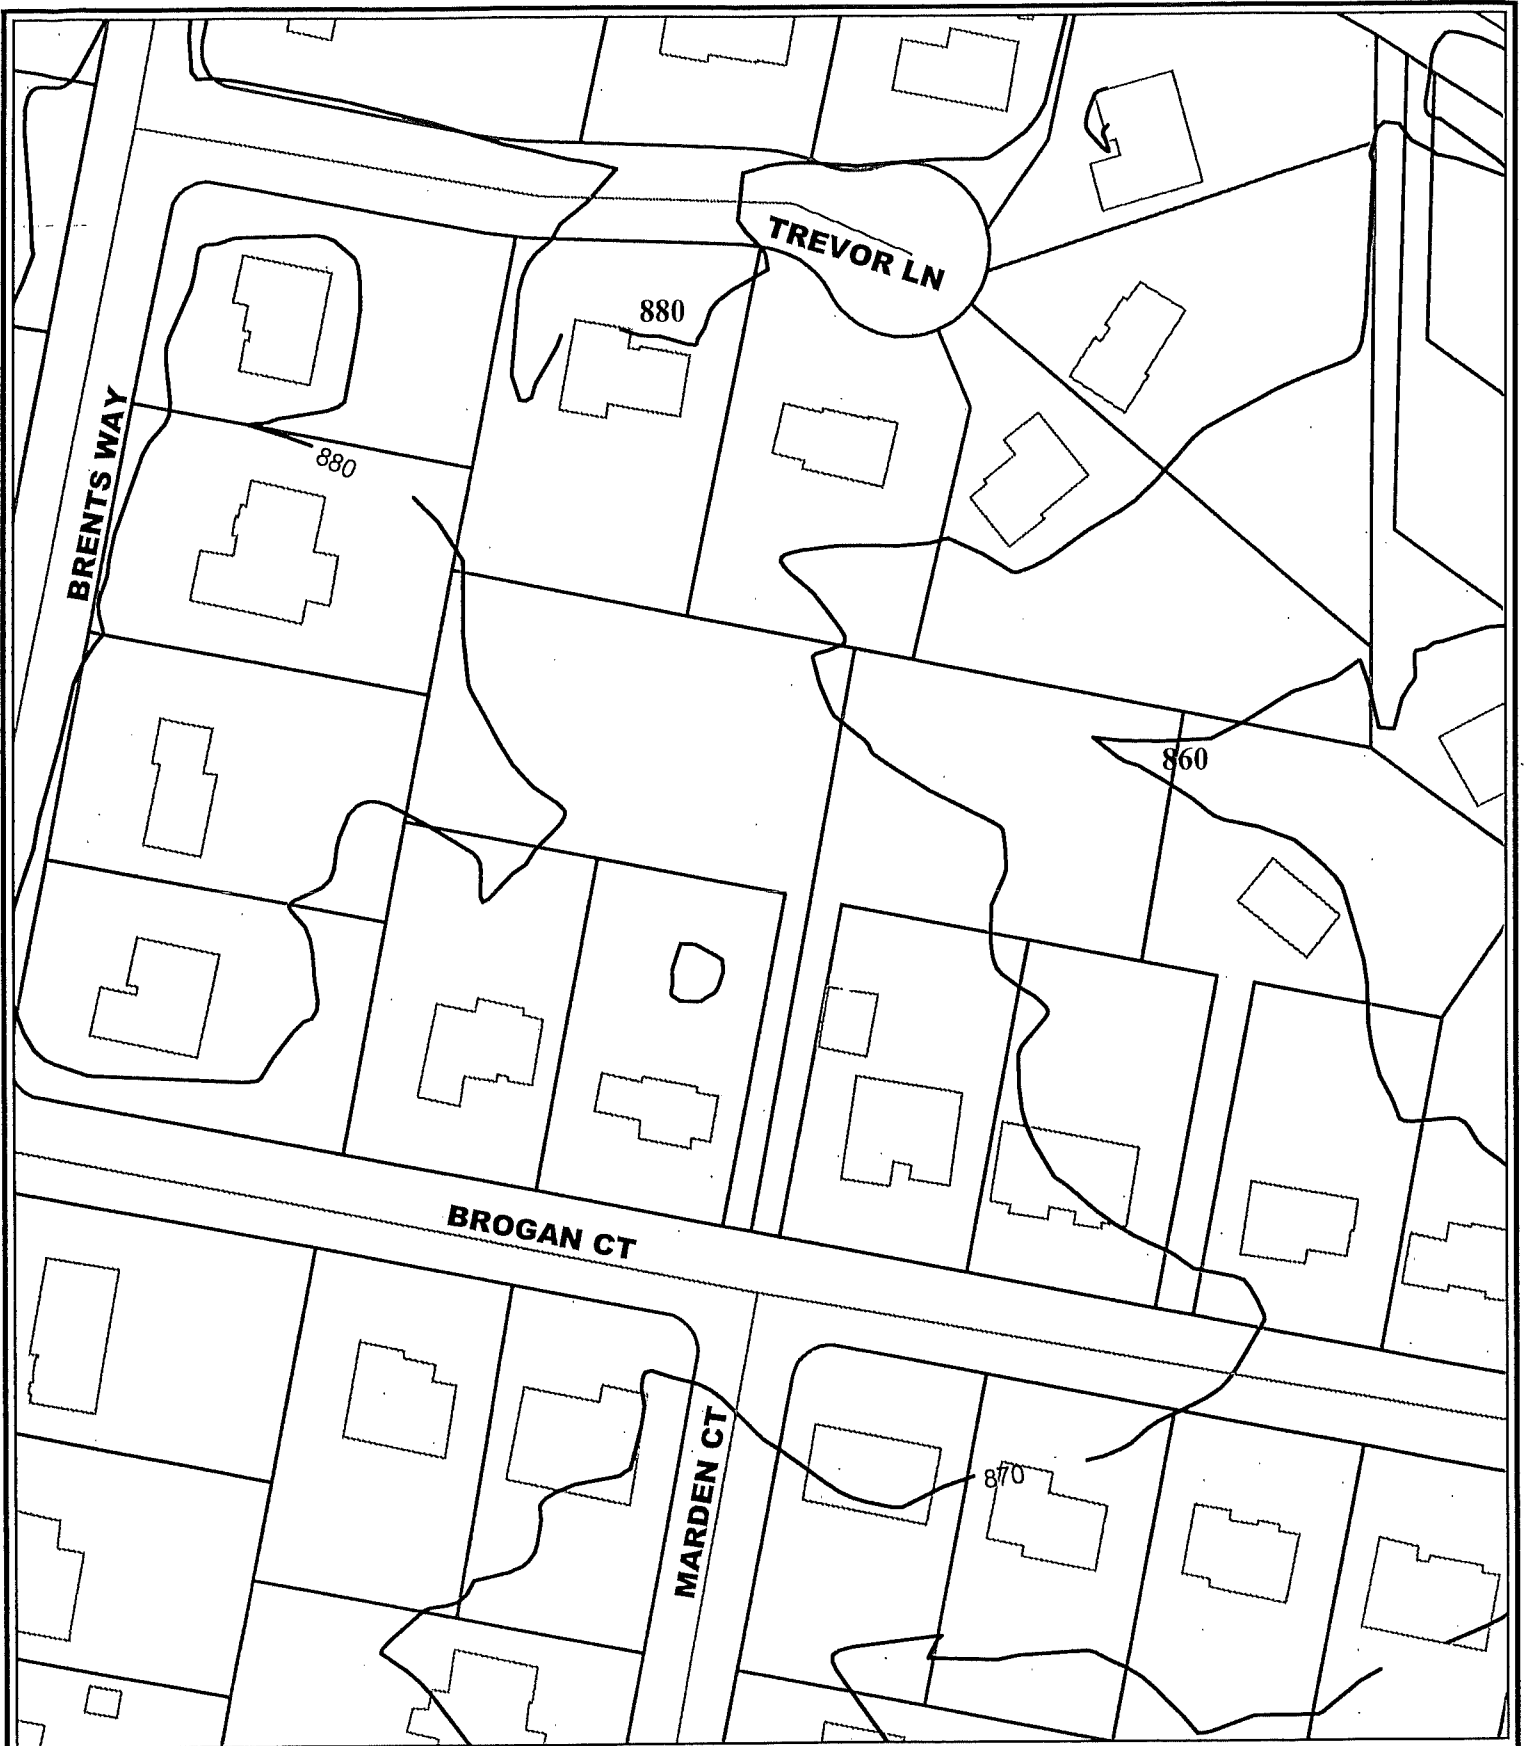 TREVOR LN
880
BRENTS WAY
880
860
BROGAN CT
MARDEN CT
870